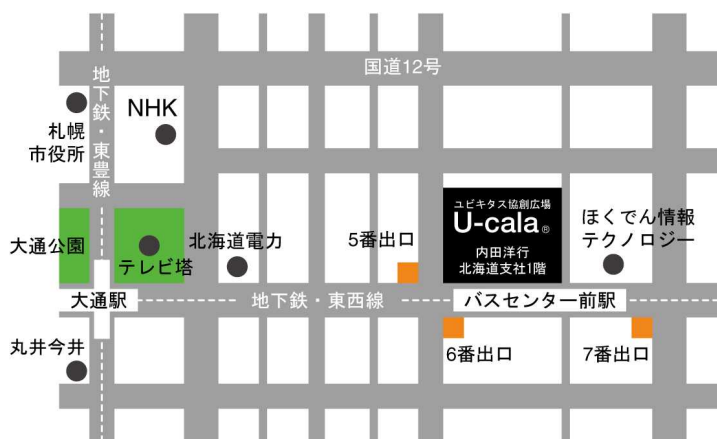 国道12号
地下鉄・東豊線
NHK
札幌
市役所
ユビキタス協創広場
U-cala®
内田洋行
北海道支社1階
ほくでん情報
テクノロジー
大通公園
テレビ塔
北海道電力
5番出口
大通駅
地下鉄・東西線
バスセンター前駅
丸井今井
6番出口
7番出口